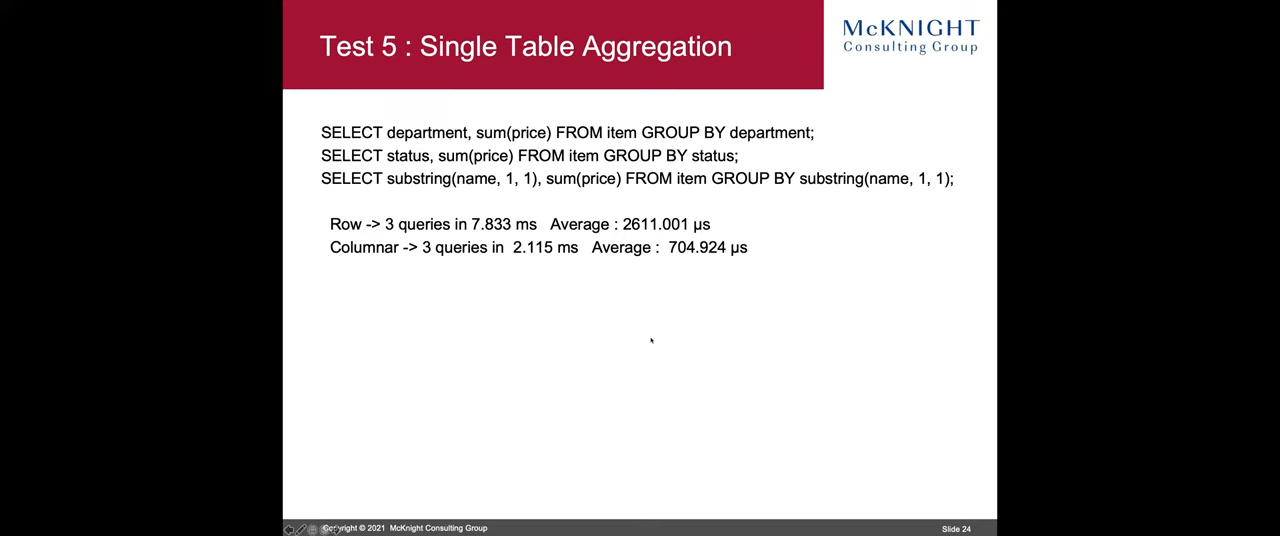 Test 5 : Single Table Aggregation
McKNIGHT
Consulting Group
SELECT department, sum(price) FROM item GROUP BY department;
SELECT status, sum(price) FROM item GROUP BY status;
SELECT substring(name, 1, 1), sum(price) FROM item GROUP BY substring(name, 1, 1);
Row -> 3 queries in 7.833 ms Average : 2611.001 µs
Columnar -> 3 queries in 2.115 ms Average : 704.924 µs
Copyright © 2021 McKnight Consulting Group
Slide 24